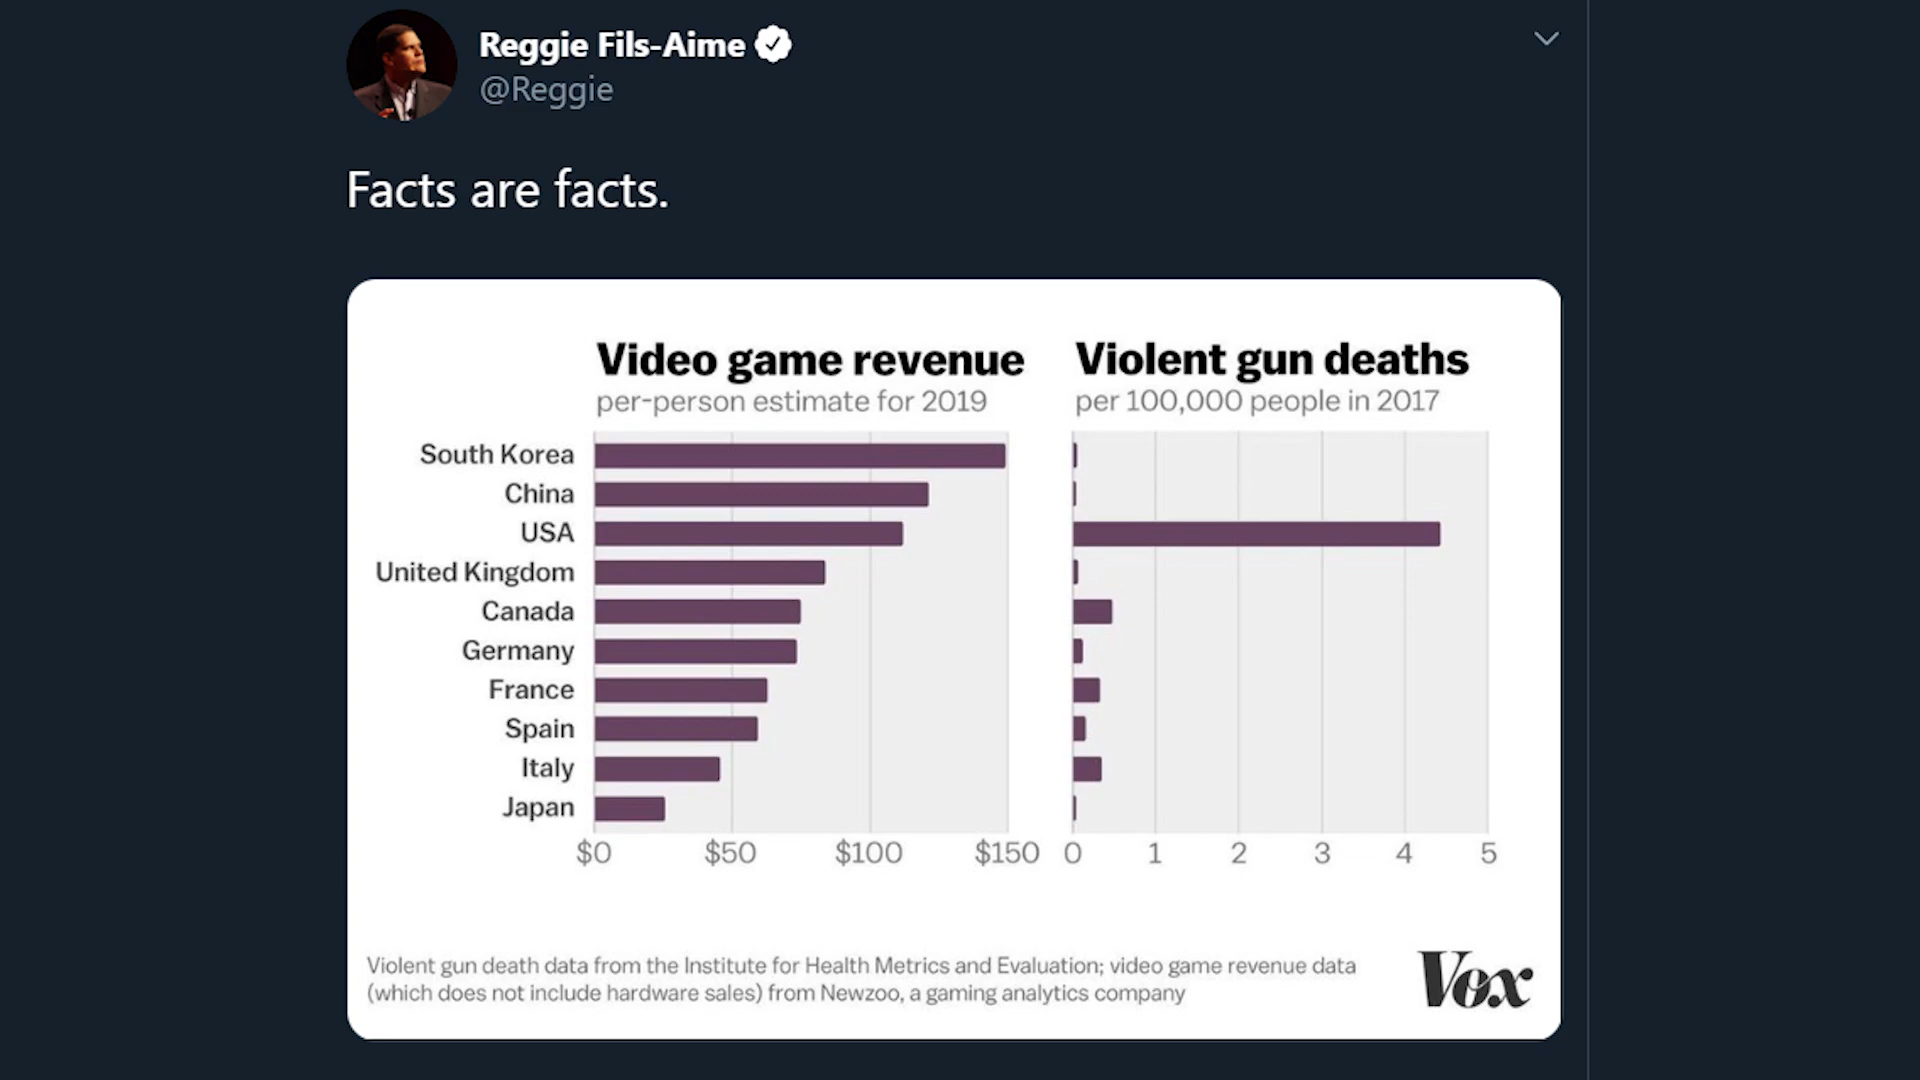 Reggie Fils-Aime
@Reggie
Facts are facts.
Video game revenue
per-person estimate for 2019
Violent gun deaths
per 100,000 people in 2017
South Korea
China
USA
United Kingdom
Canada
Germany
France
Spain
Italy
Japan
$0 $50 $100 $150
0 1 2 3 4 5
Violent gun death data from the Institute for Health Metrics and Evaluation; video game revenue data
(which does not include hardware sales) from Newzoo, a gaming analytics company
Vox